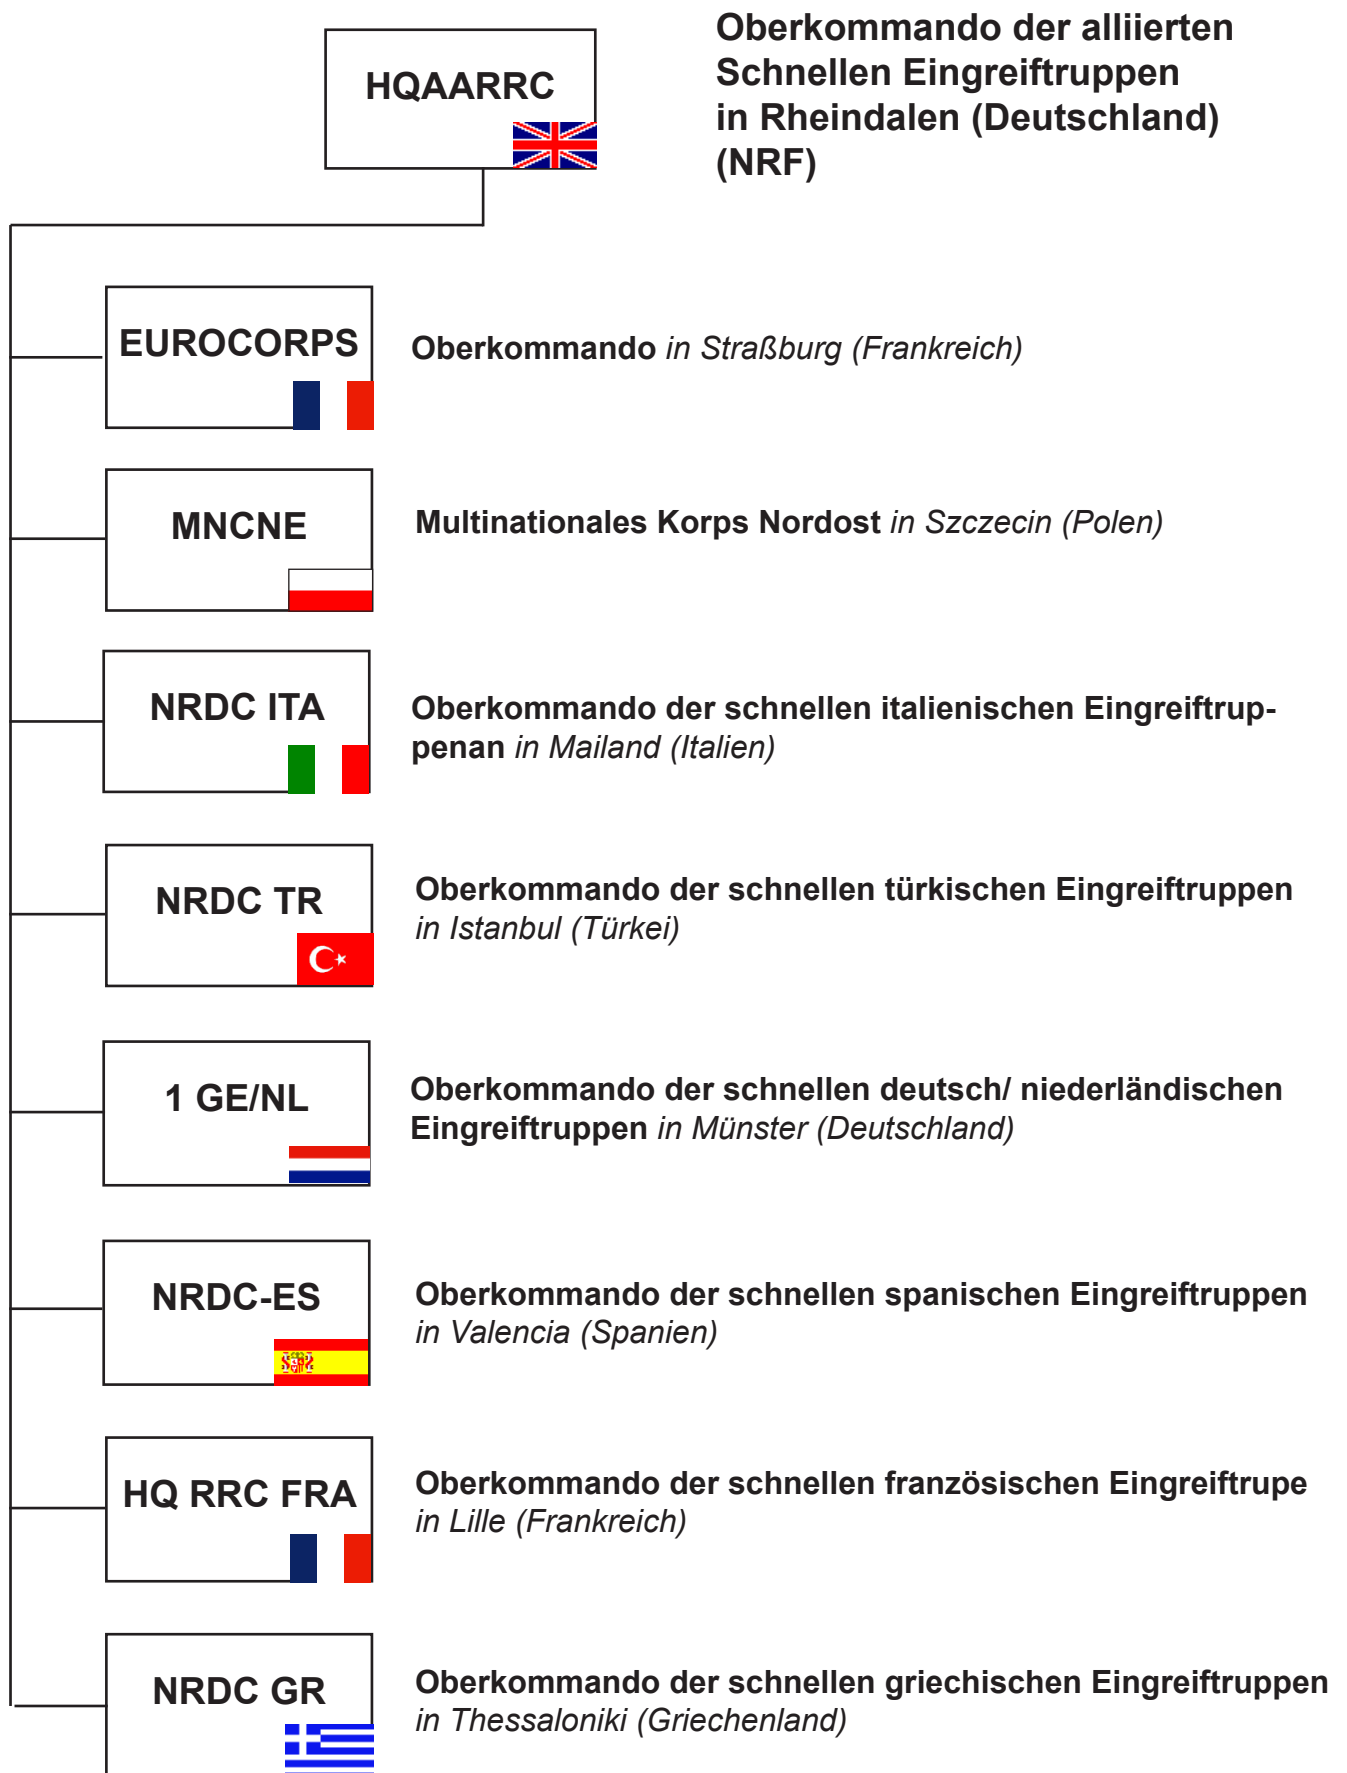 HQAARRC
Oberkommando der alliierten
Schnellen Eingreiftruppen
in Rheindalen (Deutschland)
(NRF)
EUROCORPS
Oberkommando in Straßburg (Frankreich)
MNCNE
Multinationales Korps Nordost in Szczecin (Polen)
NRDC ITA
Oberkommando der schnellen italienischen Eingreiftrup-
penan in Mailand (Italien)
NRDC TR
Oberkommando der schnellen türkischen Eingreiftruppen
in Istanbul (Türkei)
1 GE/NL
Oberkommando der schnellen deutsch/ niederländischen
Eingreiftruppen in Münster (Deutschland)
NRDC-ES
Oberkommando der schnellen spanischen Eingreiftruppen
in Valencia (Spanien)
HQ RRC FRA
Oberkommando der schnellen französischen Eingreiftrupe
in Lille (Frankreich)
NRDC GR
Oberkommando der schnellen griechischen Eingreiftruppen
in Thessaloniki (Griechenland)